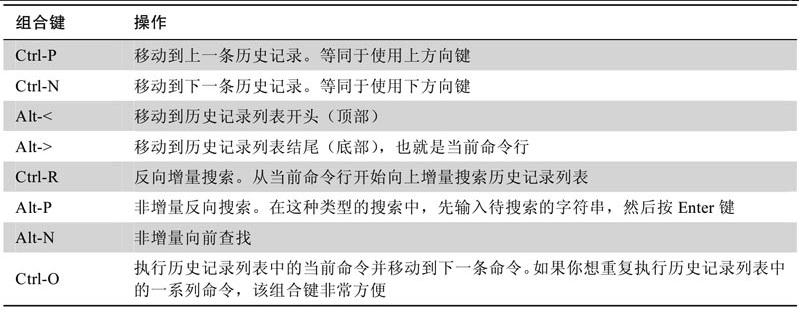 组合键 操作
Ctrl-P 移动到上一条历史记录。等同于使用上方向键
Ctrl-N 移动到下一条历史记录。等同于使用下方向键
Alt-< 移动到历史记录列表开头（顶部）
Alt-> 移动到历史记录列表结尾（底部），也就是当前命令行
Ctrl-R 反向增量搜索。从当前命令行开始向上增量搜索历史记录列表
Alt-P 非增量反向搜索。在这种类型的搜索中，先输入待搜索的字符串，然后按 Enter 键
Alt-N 非增量向前查找
Ctrl-O 执行历史记录列表中的当前命令并移动到下一条命令。如果你想重复执行历史记录列表中
的一系列命令，该组合键非常方便